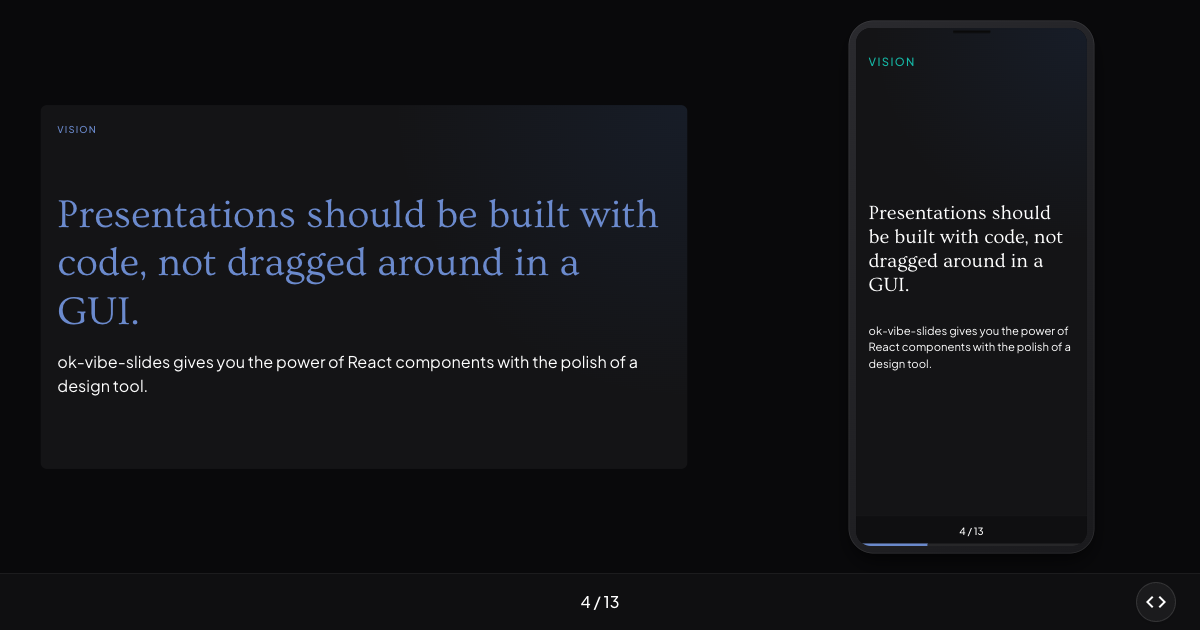 VISION
Presentations should be built with
code, not dragged around in a
GUI.
ok-vibe-slides gives you the power of React components with the polish of a
design tool.
VISION
Presentations should
be built with code, not
dragged around in a
GUI.
ok-vibe-slides gives you the power of
React components with the polish of a
design tool.
4 / 13
4 / 13